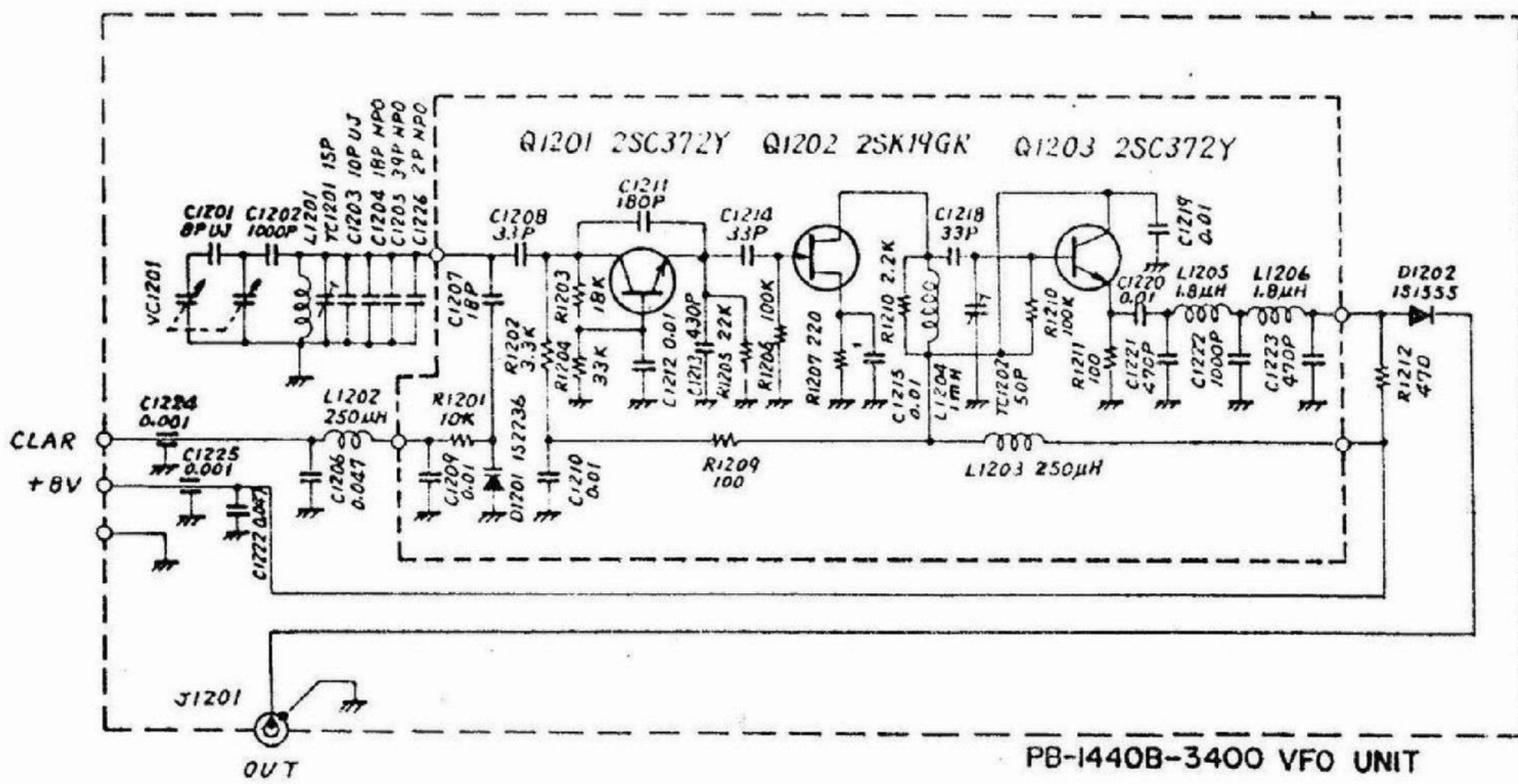 Q1201 2SC372Y
Q1202 2SK19GR
Q1203 2SC372Y
C1201
8P UJ
C1202
1000P
L1201
TC1201 15P
C1203 10P UJ
C1204 18P NPO
C1205 39P NPO
C1226 2P NPO
VC1201
C1207
18P
C1208
33P
C1211
180P
R1202
3.3K
R1203
18K
R1204
33K
C1212 0.01
C1213 430P
R1205 22K
C1214
33P
R1206 100K
R1207 220
C1215
0.01
R1210 2.2K
L1204
1mH
C1218
33P
TC1202
50P
R1210
100K
R1211
100
C1219
0.01
C1220
0.01
C1221
470P
L1205
1.8µH
C1222
1000P
L1206
1.8µH
C1223
470P
D1202
1S1555
R1212
470
CLAR
C1224
0.001
L1202
250µH
R1201
10K
C1225
0.001
+8V
C1222 0.047
C1206
0.047
C1209
0.01
D1201 1S2236
C1210
0.01
R1209
100
L1203 250µH
J1201
OUT
PB-1440B-3400 VFO UNIT